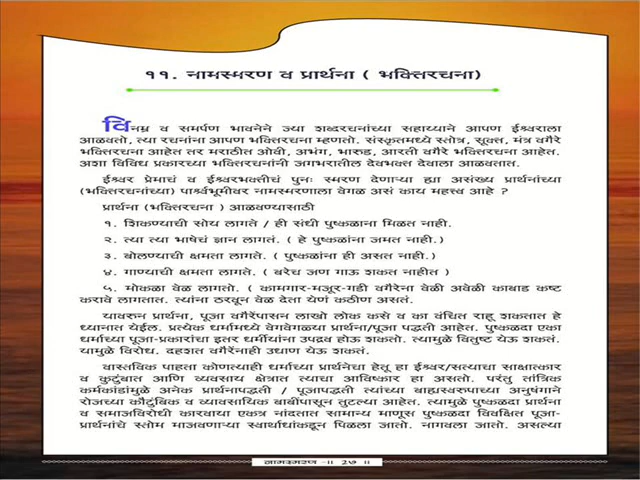 ११. नामस्मरण व प्रार्थना ( भक्तिरचना)
विनम्र व समर्पण भावनेने ज्या शब्दरचनांच्या सहाय्याने आपण ईश्वराला
आळवतो, त्या रचनांना आपण भक्तिरचना म्हणतो. संस्कृतमध्ये स्तोत्र, सूक्त, मंत्र वगैरे
भक्तिरचना आहेत तर मराठीत ओवी, अभंग, भारुड, आरती वगैरे भक्तिरचना आहेत.
अशा विविध प्रकारच्या भक्तिरचनांनी जगभरातील देवभक्त देवाला आळवतात.
ईश्वर प्रेमाचं व ईश्वरभक्तीचं पुनः स्मरण देणाऱ्या ह्या असंख्य प्रार्थनांच्या
(भक्तिरचनांच्या) पार्श्वभूमीवर नामस्मरणाला वेगळ असं काय महत्त्व आहे ?
प्रार्थना (भक्तिरचना ) आळवण्यासाठी
१. शिकण्याची सोय लागते / ही संधी पुष्कळाना मिळत नाही.
२. त्या त्या भाषेचं ज्ञान लागतं. ( हे पुष्कळांना जमत नाही.)
३. बोलण्याची क्षमता लागते. ( पुष्कळांना ही असत नाही.)
४. गाण्याची क्षमता लागते. ( बरेच जण गाऊ शकत नाहीत )
५. मोकळा वेळ लागतो. ( कामगार-मजूर-गडी वगैरेना वेळी अवेळी काबाड कष्ट
करावे लागतात. त्यांना ठरवून वेळ देता येणं कठीण असतं.
यावरुन प्रार्थना, पूजा वगैरेंपासन लाखो लोक कसे व का वंचित राहू शकतात हे
ध्यानात येईल. प्रत्येक धर्मामध्ये वेगवेगळ्या प्रार्थना/पूजा पद्धती आहेत. पुष्कळदा एका
धर्माच्या पूजा-प्रकारांचा इतर धर्मीयांना उपद्रव होऊ शकतो. त्यामुळे वितुष्ट येऊ शकतं.
यामुळे विरोध. दहशत वगैरेंनाही उधाण येऊ शकतं.
वास्तविक पाहता कोणत्याही धर्माच्या प्रार्थनेचा हेतू हा ईश्वर/सत्याचा साक्षात्कार
व कुटुंबात आणि व्यवसाय क्षेत्रात त्याचा आविष्कार हा असतो. परंतु तांत्रिक
कर्मकांडांमुळे अनेक प्रार्थनापद्धती / पूजापद्धती त्यांच्या बाह्यस्वरुपाच्या अनुषंगाने
रोजच्या कौटुंबिक व व्यावसायिक बाबींपासून तुटल्या आहेत. त्यामुळे पुष्कळदा प्रार्थना
व समाजविरोधी कारवाया एकत्र नांदतात सामान्य माणूस पुष्कळदा विवक्षित पूजा-
प्रार्थनांचे स्तोम माजवणाऱ्या स्वार्थाधांकडून पिळला जातो. नागवला जातो. असल्या
नामस्मरण -॥ २७ ॥